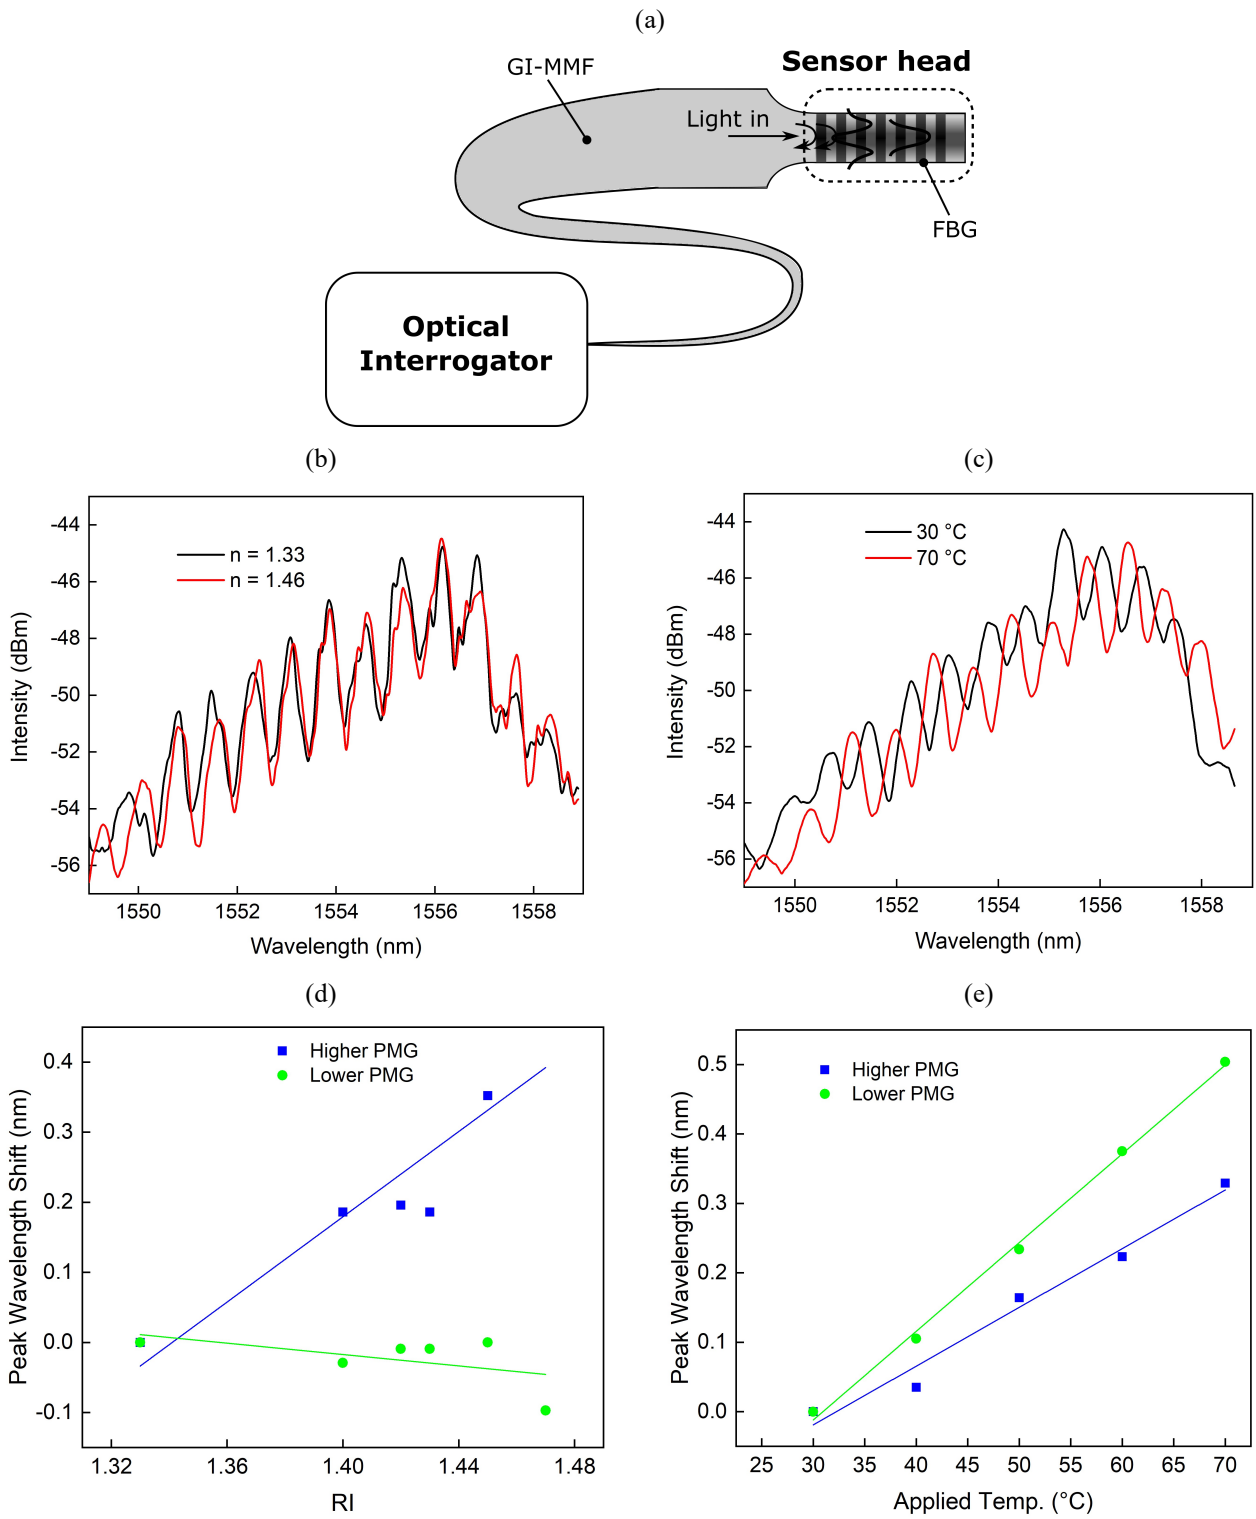 (a)
Sensor head
GI-MMF
Light in
FBG
Optical
Interrogator
(b)
(c)
-44
-46
-48
-50
-52
-54
-56
n = 1.33
n = 1.46
1550
1552
1554
1556
1558
Intensity (dBm)
Wavelength (nm)
-44
-46
-48
-50
-52
-54
-56
30 °C
70 °C
1550
1552
1554
1556
1558
Intensity (dBm)
Wavelength (nm)
(d)
(e)
0.4
0.3
0.2
0.1
0.0
-0.1
Higher PMG
Lower PMG
1.32
1.36
1.40
1.44
1.48
Peak Wavelength Shift (nm)
RI
0.5
0.4
0.3
0.2
0.1
0.0
Higher PMG
Lower PMG
25
30
35
40
45
50
55
60
65
70
Peak Wavelength Shift (nm)
Applied Temp. (°C)